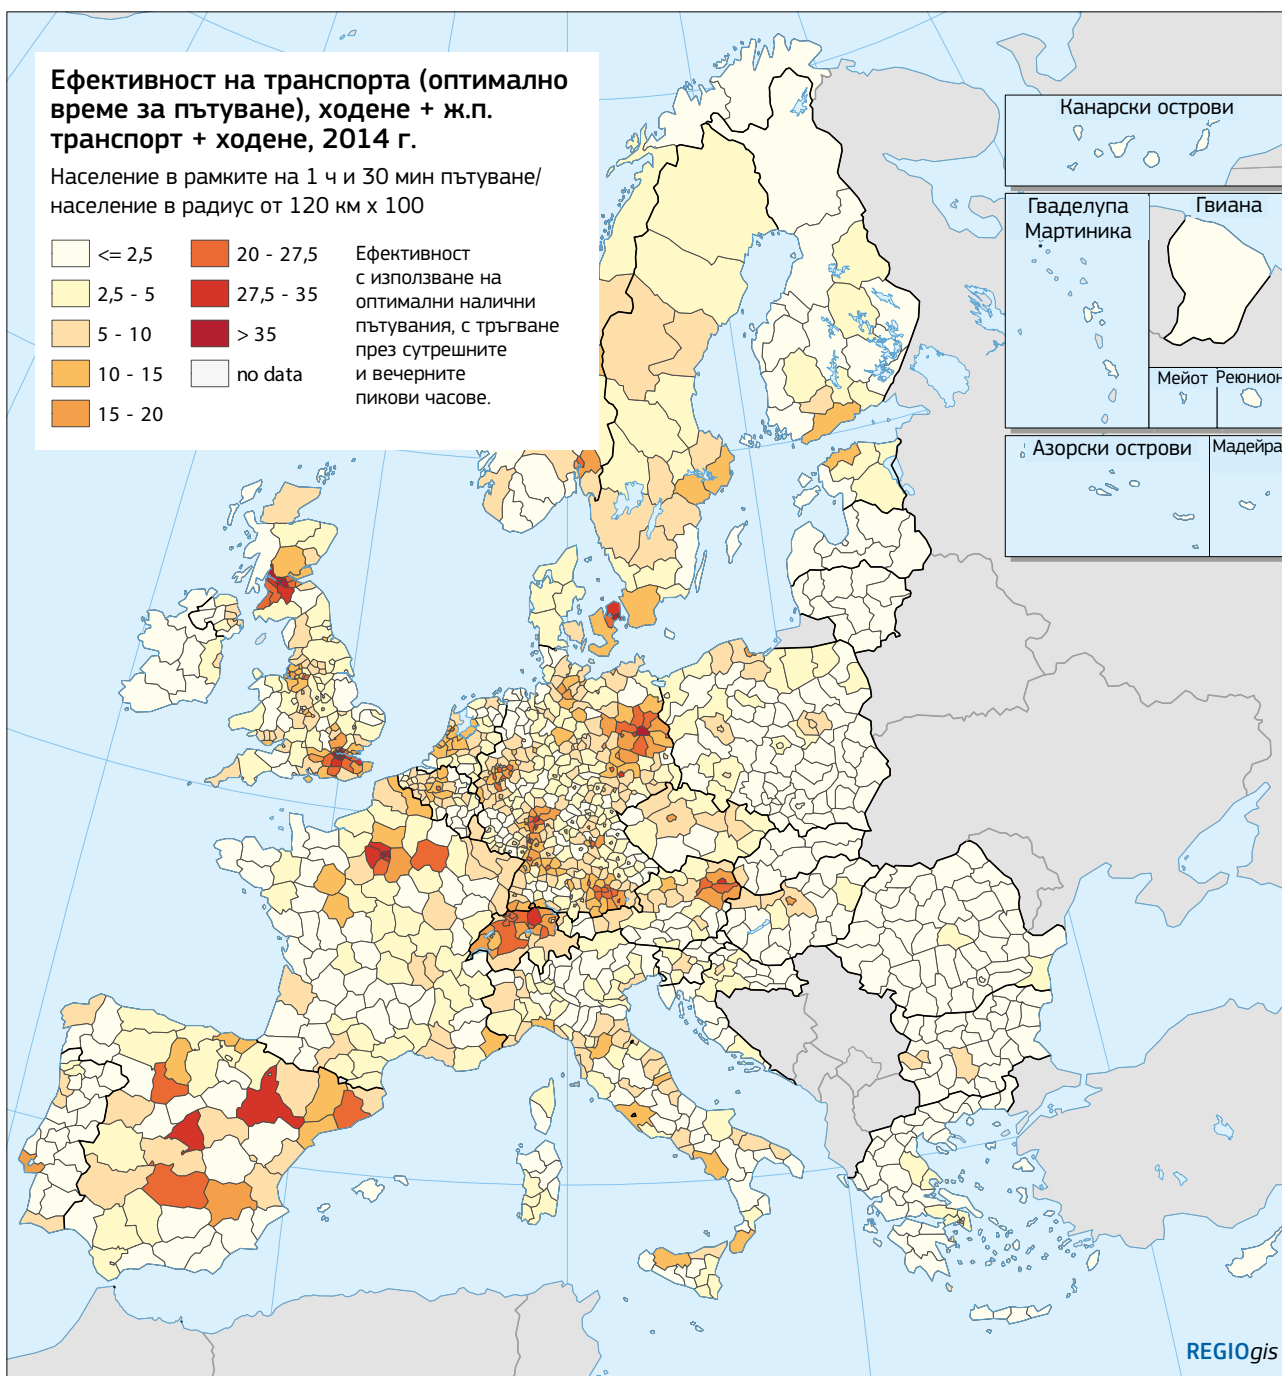 Ефективност на транспорта (оптимално
време за пътуване), ходене + ж.п.
транспорт + ходене, 2014 г.
Население в рамките на 1 ч и 30 мин пътуване/
население в радиус от 120 км x 100
<= 2,5
2,5 - 5
5 - 10
10 - 15
15 - 20
20 - 27,5
27,5 - 35
> 35
no data
Ефективност
с използване на
оптимални налични
пътувания, с тръгване
през сутрешните
и вечерните
пикови часове.
Канарски острови
Гваделупа
Мартиника
Гвиана
Мейот
Реюнион
Азорски острови
Мадейра
REGIOgis